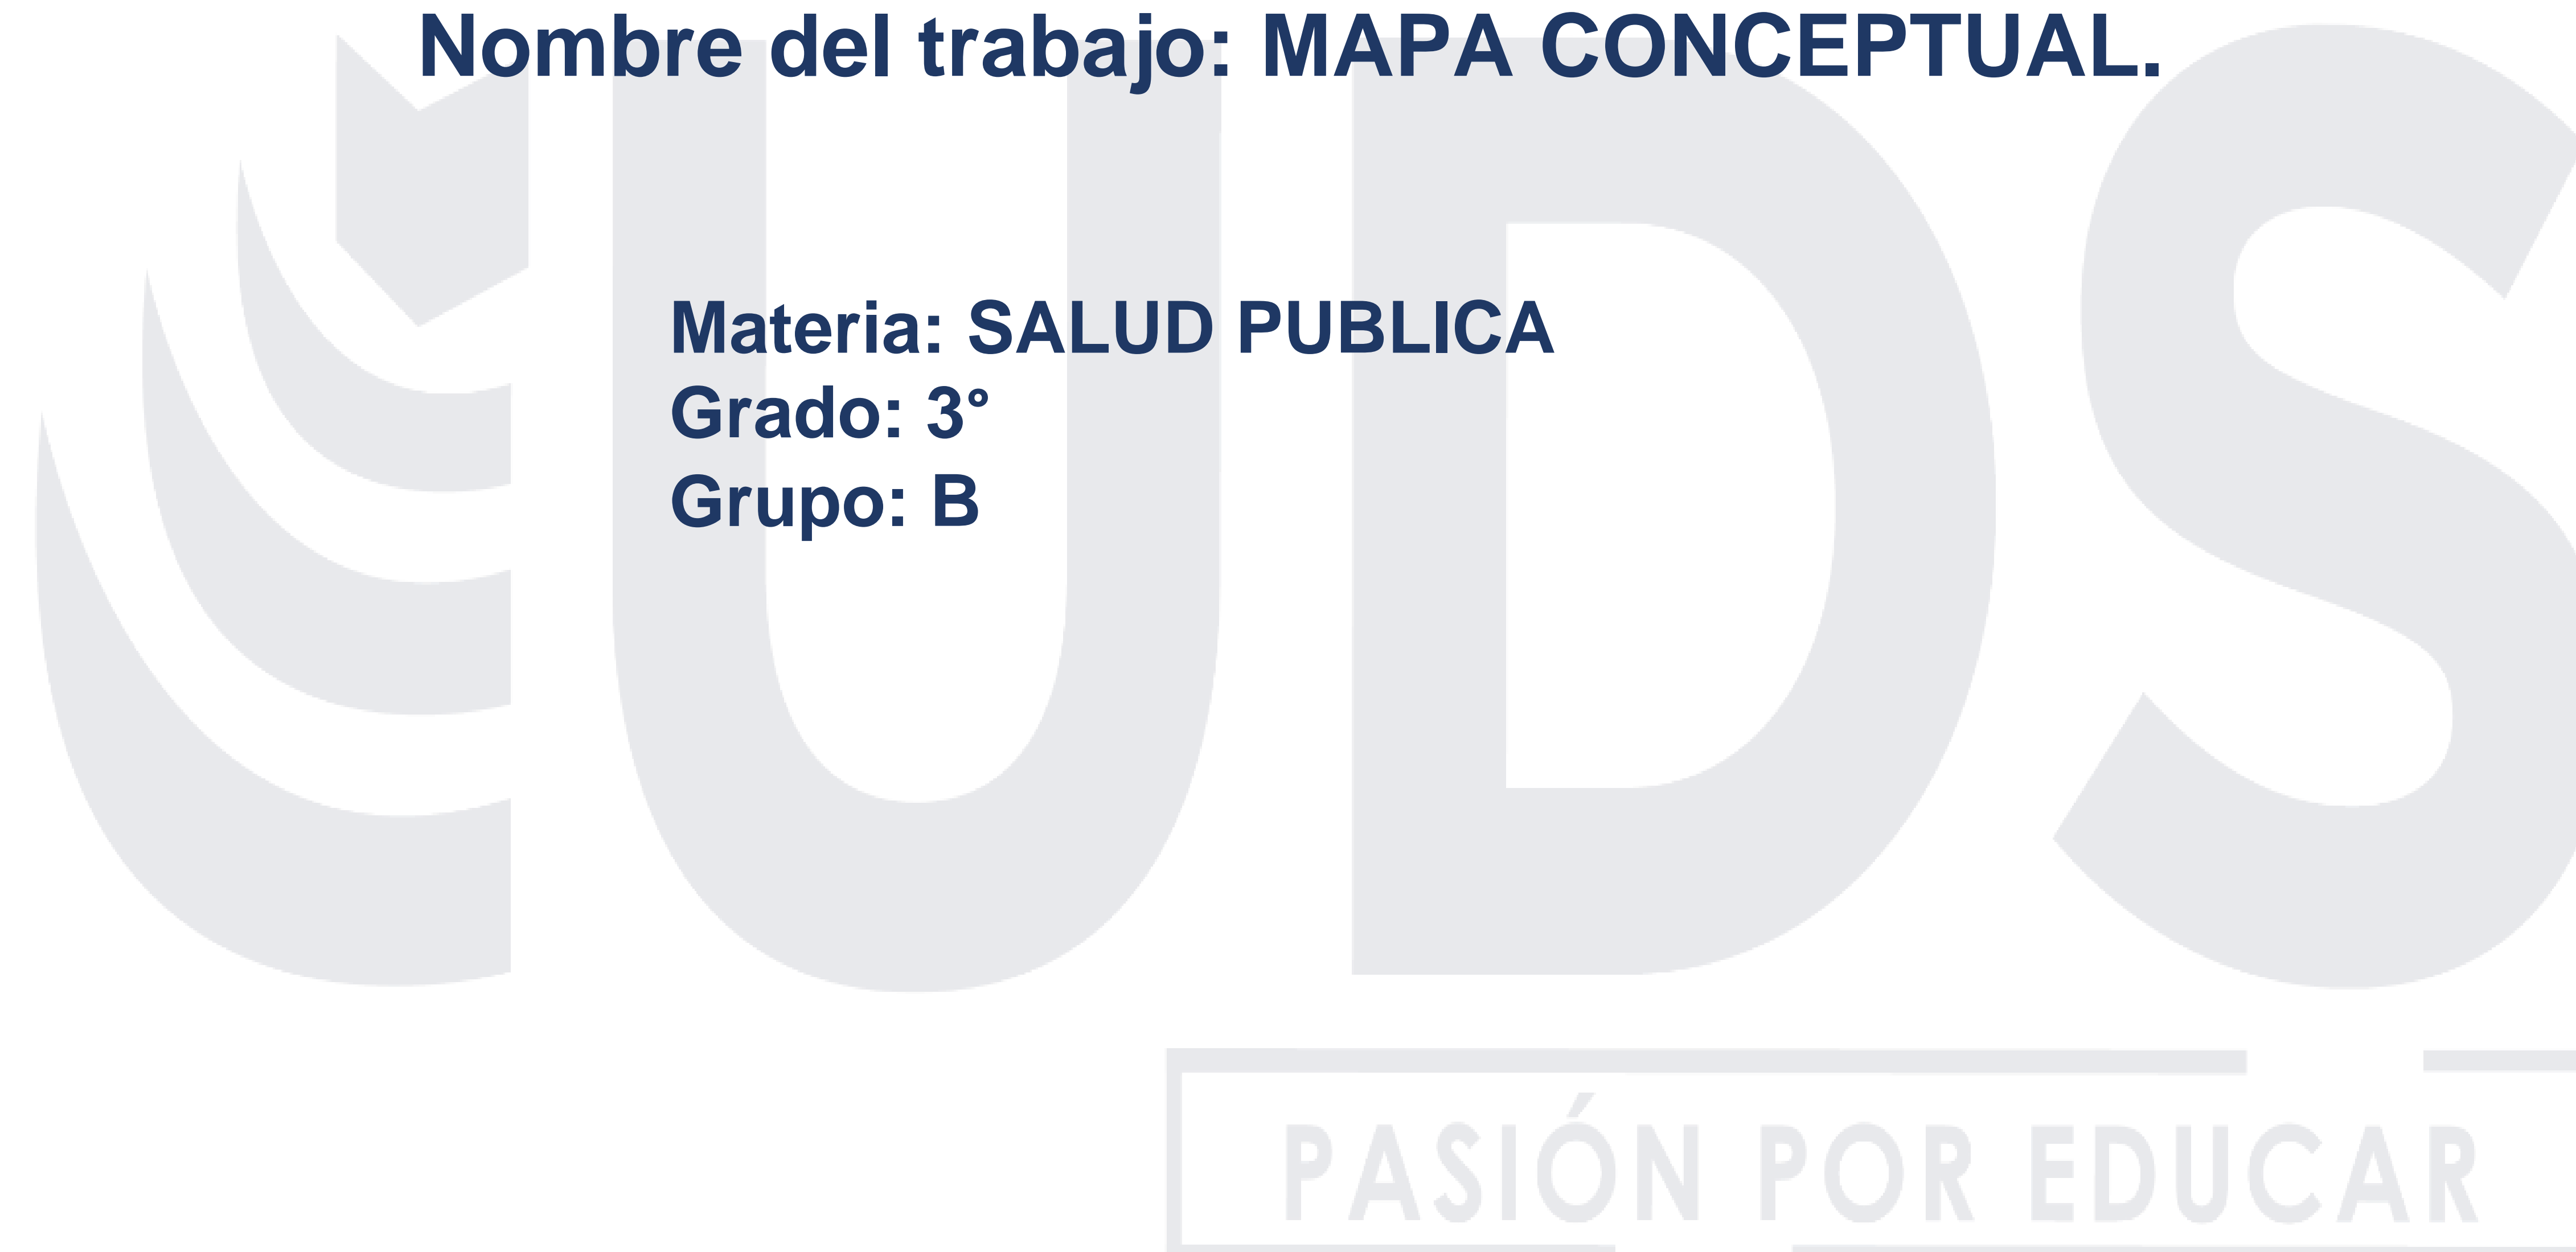 Nombre del trabajo: MAPA CONCEPTUAL.
Materia: SALUD PUBLICA
Grado: 3°
Grupo: B
UDS
PASIÓN POR EDUCAR